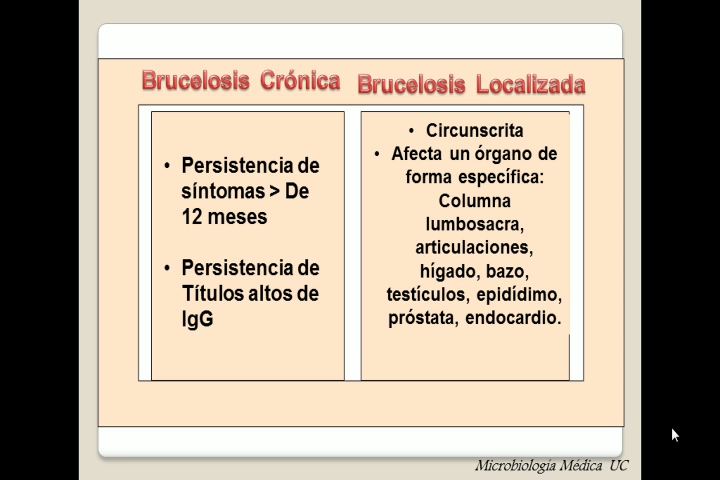 Brucelosis Crónica
Brucelosis Localizada
• Persistencia de
síntomas > De
12 meses
• Persistencia de
Títulos altos de
IgG
• Circunscrita
• Afecta un órgano de
forma específica:
Columna
lumbosacra,
articulaciones,
hígado, bazo,
testículos, epidídimo,
próstata, endocardio.
Microbiología Médica UC